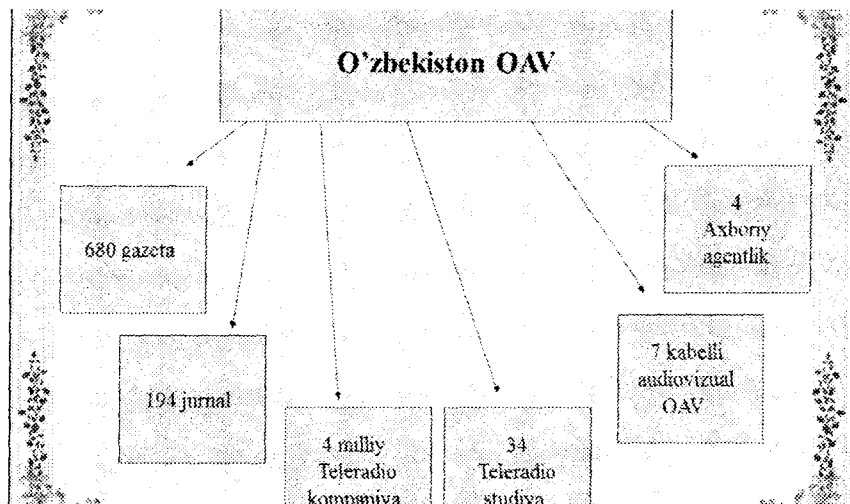 O'zbekiston OAV
680 gazeta
4
Axboriy
agentlik
194 jurnal
7 kabelli
audiovizual
OAV
4 milliy
Teleradio
kompaniya
34
Teleradio
studiya